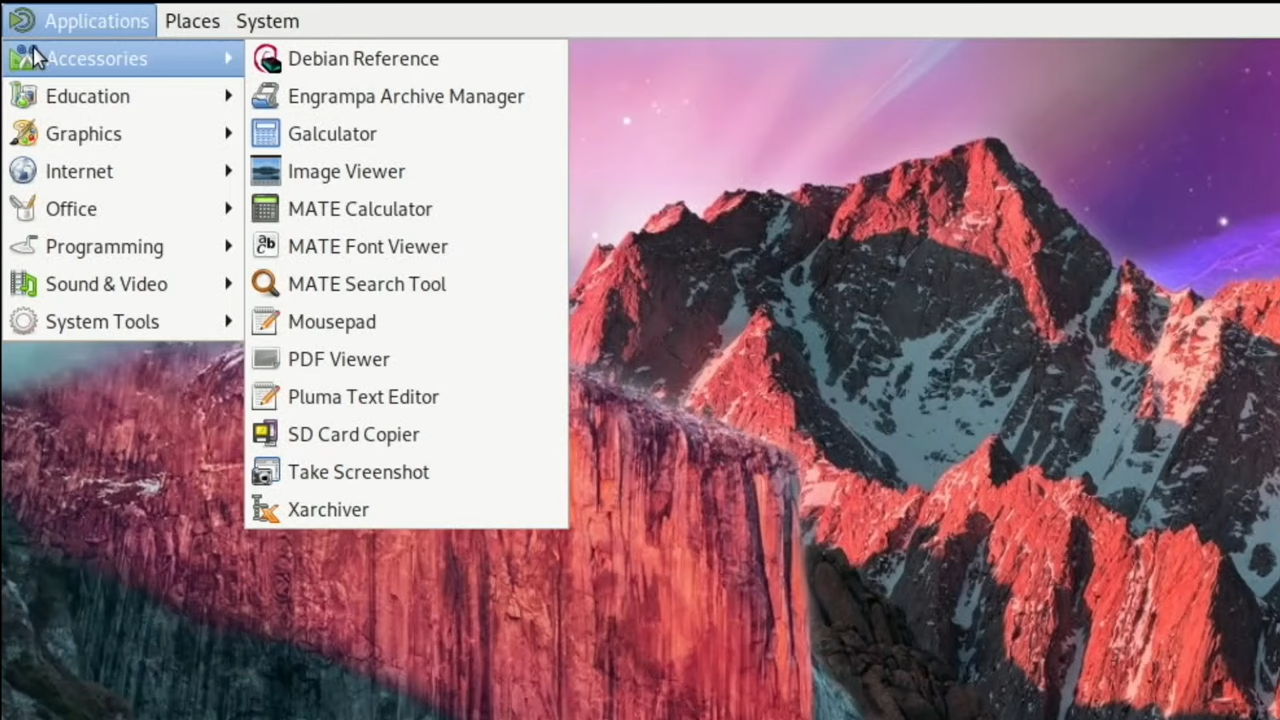 Applications Places System
Accessories
Education
Graphics
Internet
Office
Programming
Sound & Video
System Tools
Debian Reference
Engrampa Archive Manager
Galculator
Image Viewer
MATE Calculator
MATE Font Viewer
MATE Search Tool
Mousepad
PDF Viewer
Pluma Text Editor
SD Card Copier
Take Screenshot
Xarchiver